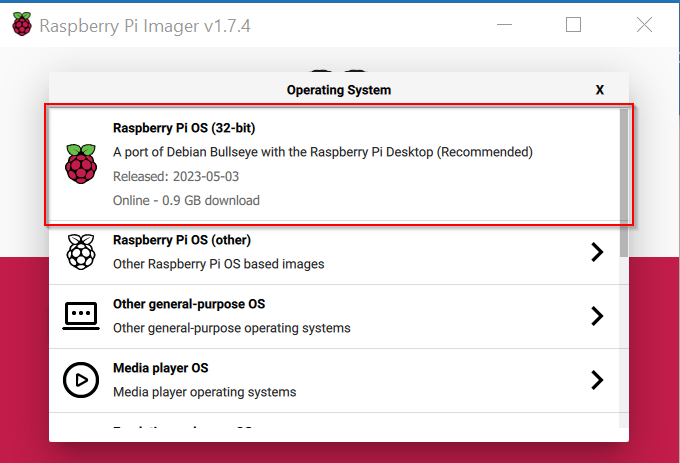 Raspberry Pi Imager v1.7.4
Operating System
X
Raspberry Pi OS (32-bit)
A port of Debian Bullseye with the Raspberry Pi Desktop (Recommended)
Released: 2023-05-03
Online - 0.9 GB download
Raspberry Pi OS (other)
Other Raspberry Pi OS based images
Other general-purpose OS
Other general-purpose operating systems
Media player OS
Media player operating systems